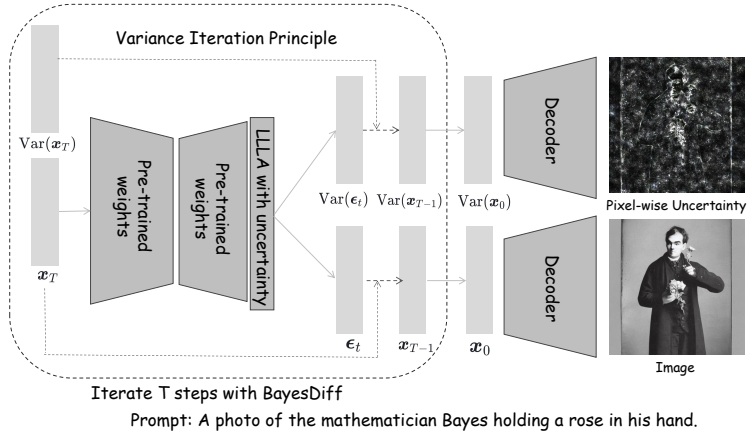 Variance Iteration Principle
Var(𝒙_T)
𝒙_T
Pre-trained
weights
Pre-trained
weights
LLLA with uncertainty
Var(𝝐_t)
Var(𝒙_{T−1})
Var(𝒙_0)
𝝐_t
𝒙_{T−1}
𝒙_0
Decoder
Decoder
Pixel-wise Uncertainty
Image
Iterate T steps with BayesDiff
Prompt: A photo of the mathematician Bayes holding a rose in his hand.